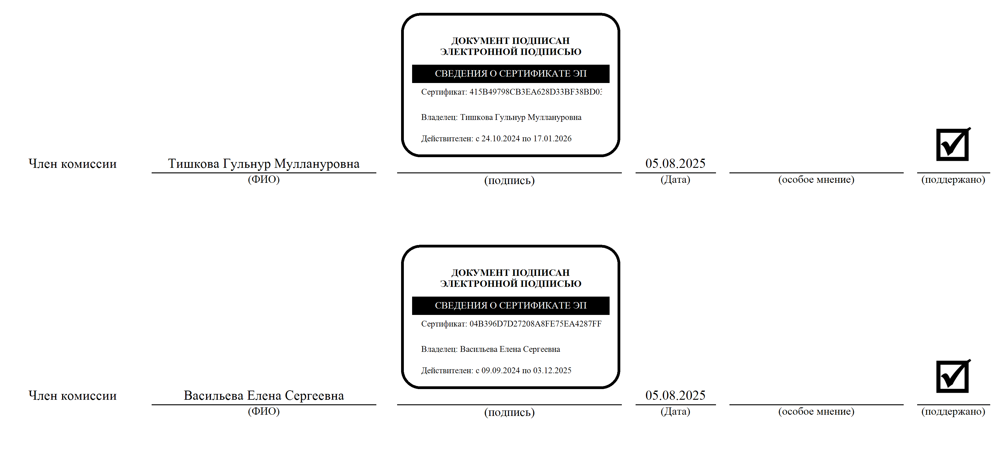 ДОКУМЕНТ ПОДПИСАН
ЭЛЕКТРОННОЙ ПОДПИСЬЮ
СВЕДЕНИЯ О СЕРТИФИКАТЕ ЭП
Сертификат: 415B49798CB3EA628D33BF38BD03
Владелец: Тишкова Гульнур Муллануровна
Действителен: с 24.10.2024 по 17.01.2026
Член комиссии Тишкова Гульнур Муллануровна 05.08.2025
(ФИО) (подпись) (Дата) (особое мнение) (поддержано)
ДОКУМЕНТ ПОДПИСАН
ЭЛЕКТРОННОЙ ПОДПИСЬЮ
СВЕДЕНИЯ О СЕРТИФИКАТЕ ЭП
Сертификат: 04B396D7D27208A8FE75EA4287FF
Владелец: Васильева Елена Сергеевна
Действителен: с 09.09.2024 по 03.12.2025
Член комиссии Васильева Елена Сергеевна 05.08.2025
(ФИО) (подпись) (Дата) (особое мнение) (поддержано)